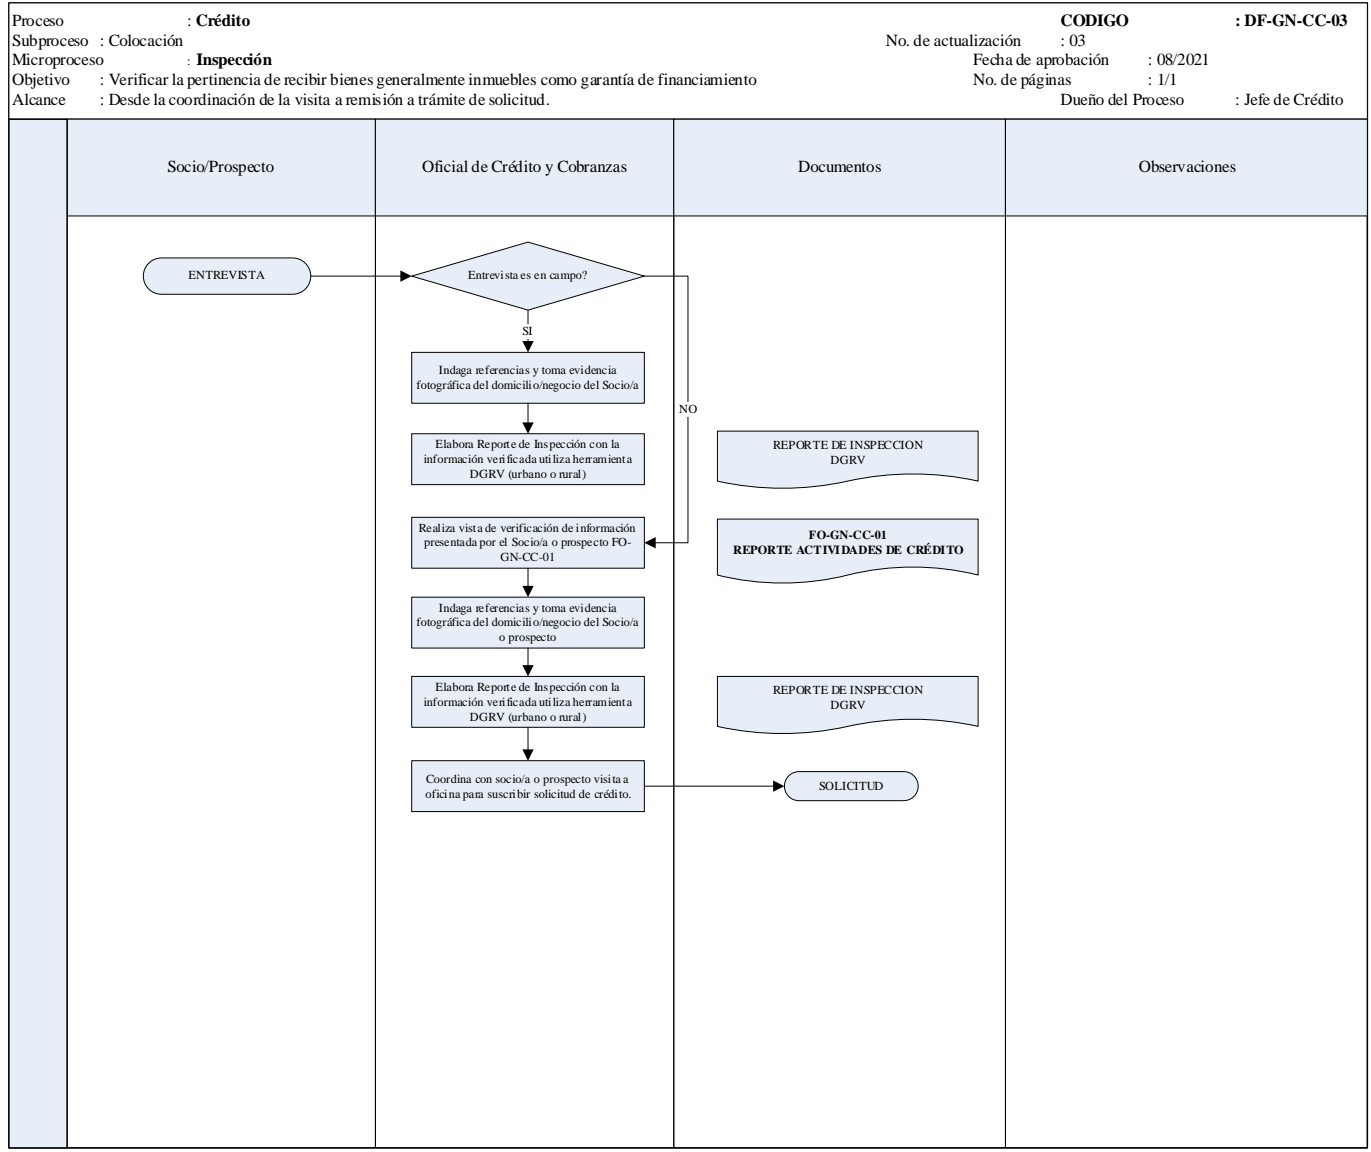 Proceso : Crédito CODIGO : DF-GN-CC-03
Subproceso : Colocación No. de actualización : 03
Microproceso : Inspección Fecha de aprobación : 08/2021
Objetivo : Verificar la pertinencia de recibir bienes generalmente inmuebles como garantía de financiamiento No. de páginas : 1/1
Alcance : Desde la coordinación de la visita a remisión a trámite de solicitud. Dueño del Proceso : Jefe de Crédito
Socio/Prospecto Oficial de Crédito y Cobranzas Documentos Observaciones
ENTREVISTA
Entrevista es en campo?
SI
Indaga referencias y toma evidencia
fotográfica del domicilio/negocio del Socio/a
NO
Elabora Reporte de Inspección con la
información verificada utiliza herramienta
DGRV (urbano o rural)
REPORTE DE INSPECCION
DGRV
Realiza vista de verificación de información
presentada por el Socio/a o prospecto FO-
GN-CC-01
FO-GN-CC-01
REPORTE ACTIVIDADES DE CRÉDITO
Indaga referencias y toma evidencia
fotográfica del domicilio/negocio del Socio/a
o prospecto
Elabora Reporte de Inspección con la
información verificada utiliza herramienta
DGRV (urbano o rural)
REPORTE DE INSPECCION
DGRV
Coordina con socio/a o prospecto visita a
oficina para suscribir solicitud de crédito.
SOLICITUD